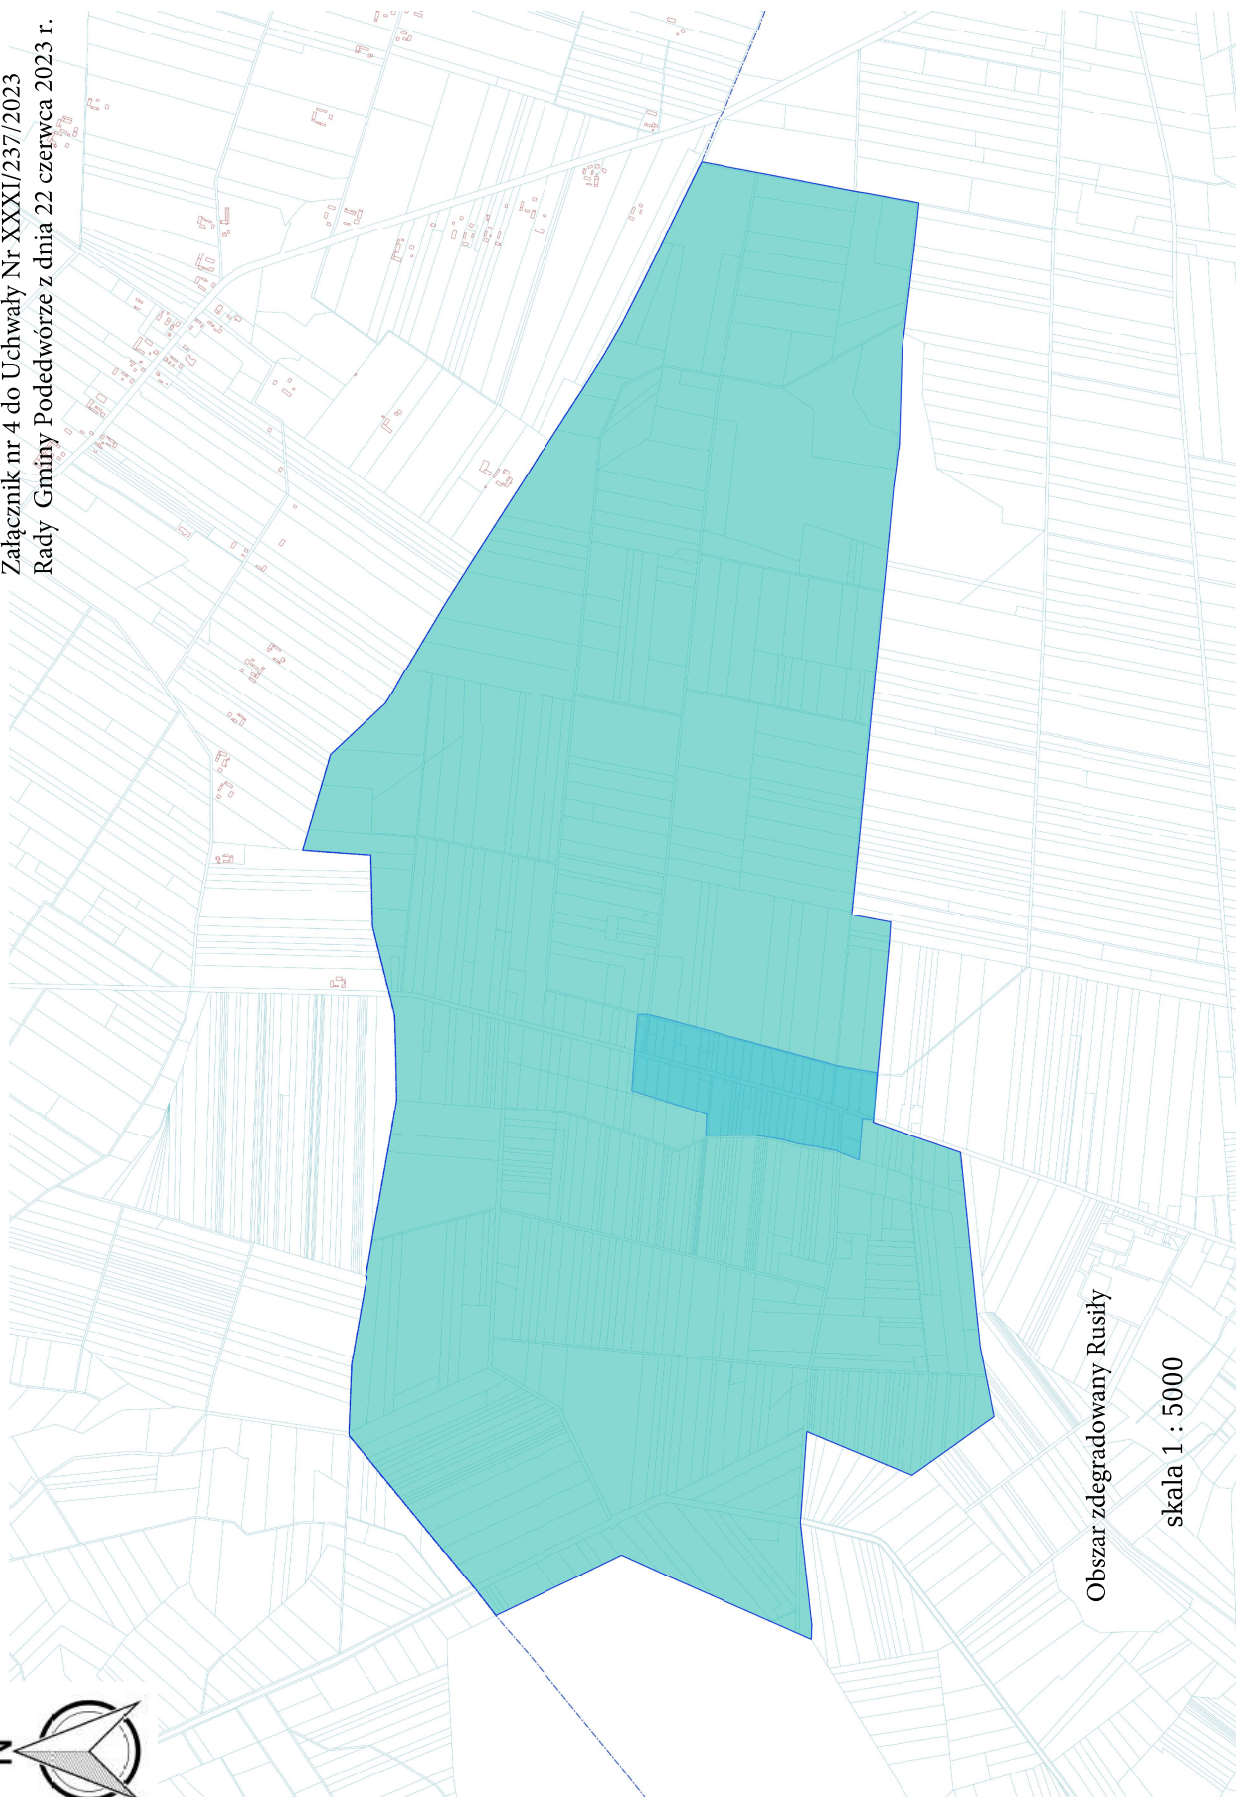 Załącznik nr 4 do Uchwały Nr XXXI/237/2023
Rady Gminy Podedwórze z dnia 22 czerwca 2023 r.
Obszar zdegradowany Rusiły
skala 1 : 5000
N